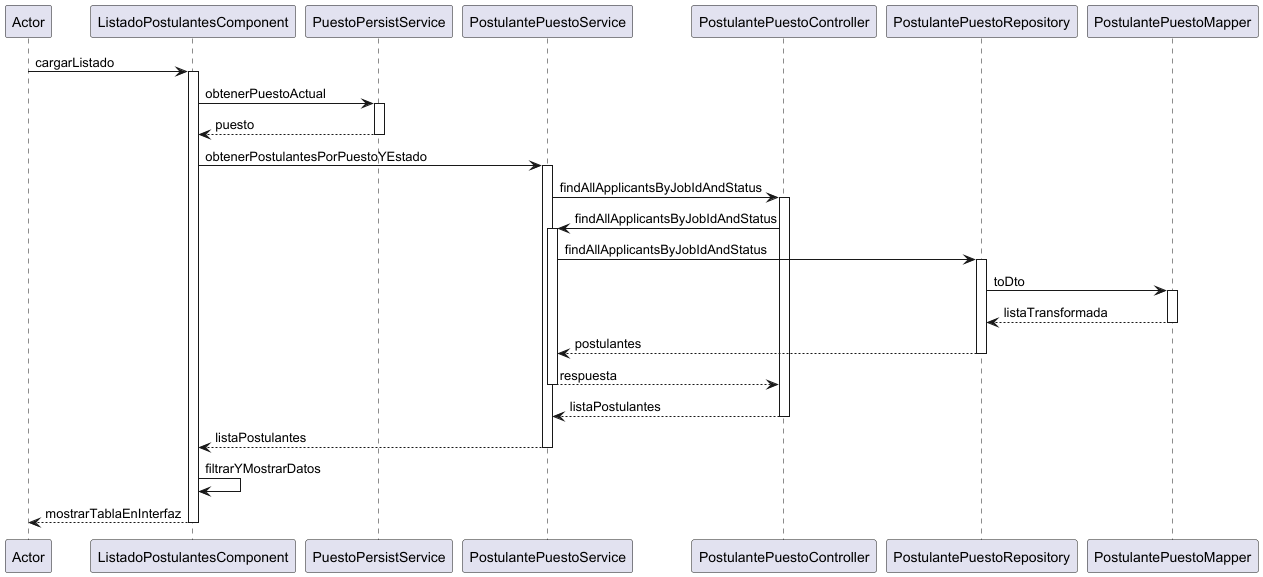 Actor
ListadoPostulantesComponent
PuestoPersistService
PostulantePuestoService
PostulantePuestoController
PostulantePuestoRepository
PostulantePuestoMapper
cargarListado
obtenerPuestoActual
puesto
obtenerPostulantesPorPuestoYEstado
findAllApplicantsByJobIdAndStatus
findAllApplicantsByJobIdAndStatus
findAllApplicantsByJobIdAndStatus
toDto
listaTransformada
postulantes
respuesta
listaPostulantes
listaPostulantes
filtrarYMostrarDatos
mostrarTablaEnInterfaz
Actor
ListadoPostulantesComponent
PuestoPersistService
PostulantePuestoService
PostulantePuestoController
PostulantePuestoRepository
PostulantePuestoMapper